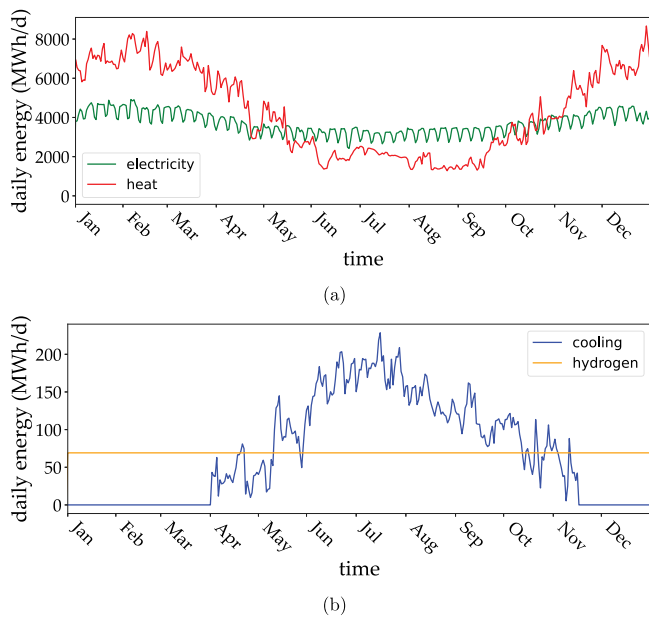 daily energy (MWh/d)
8000
6000
4000
2000
0
electricity
heat
Jan Feb Mar Apr May Jun Jul Aug Sep Oct Nov Dec
time
(a)
daily energy (MWh/d)
200
150
100
50
0
cooling
hydrogen
Jan Feb Mar Apr May Jun Jul Aug Sep Oct Nov Dec
time
(b)